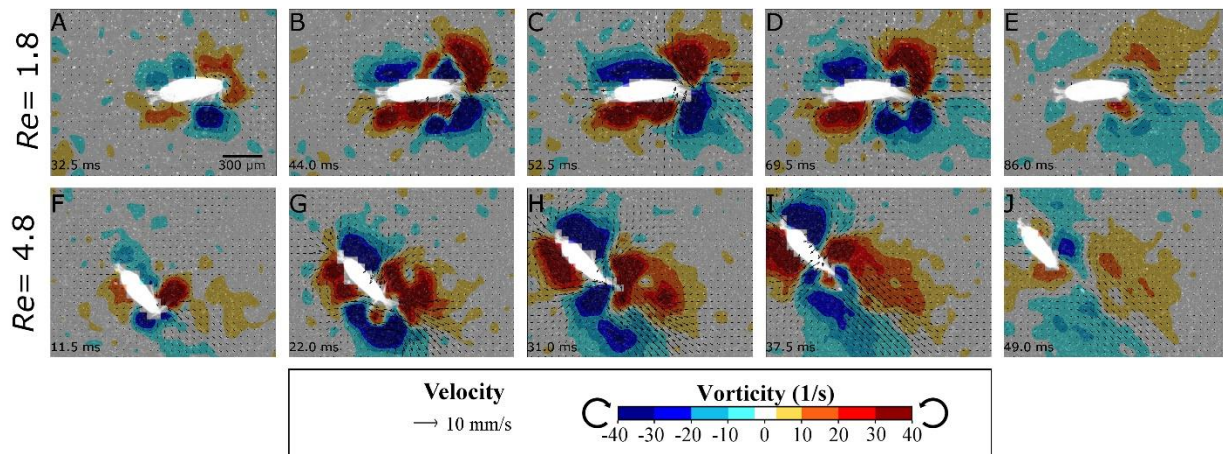 Re= 1.8
A
B
C
D
E
32.5 ms
300 µm
44.0 ms
52.5 ms
69.5 ms
86.0 ms
Re= 4.8
F
G
H
I
J
11.5 ms
22.0 ms
31.0 ms
37.5 ms
49.0 ms
Velocity
10 mm/s
Vorticity (1/s)
-40 -30 -20 -10 0 10 20 30 40